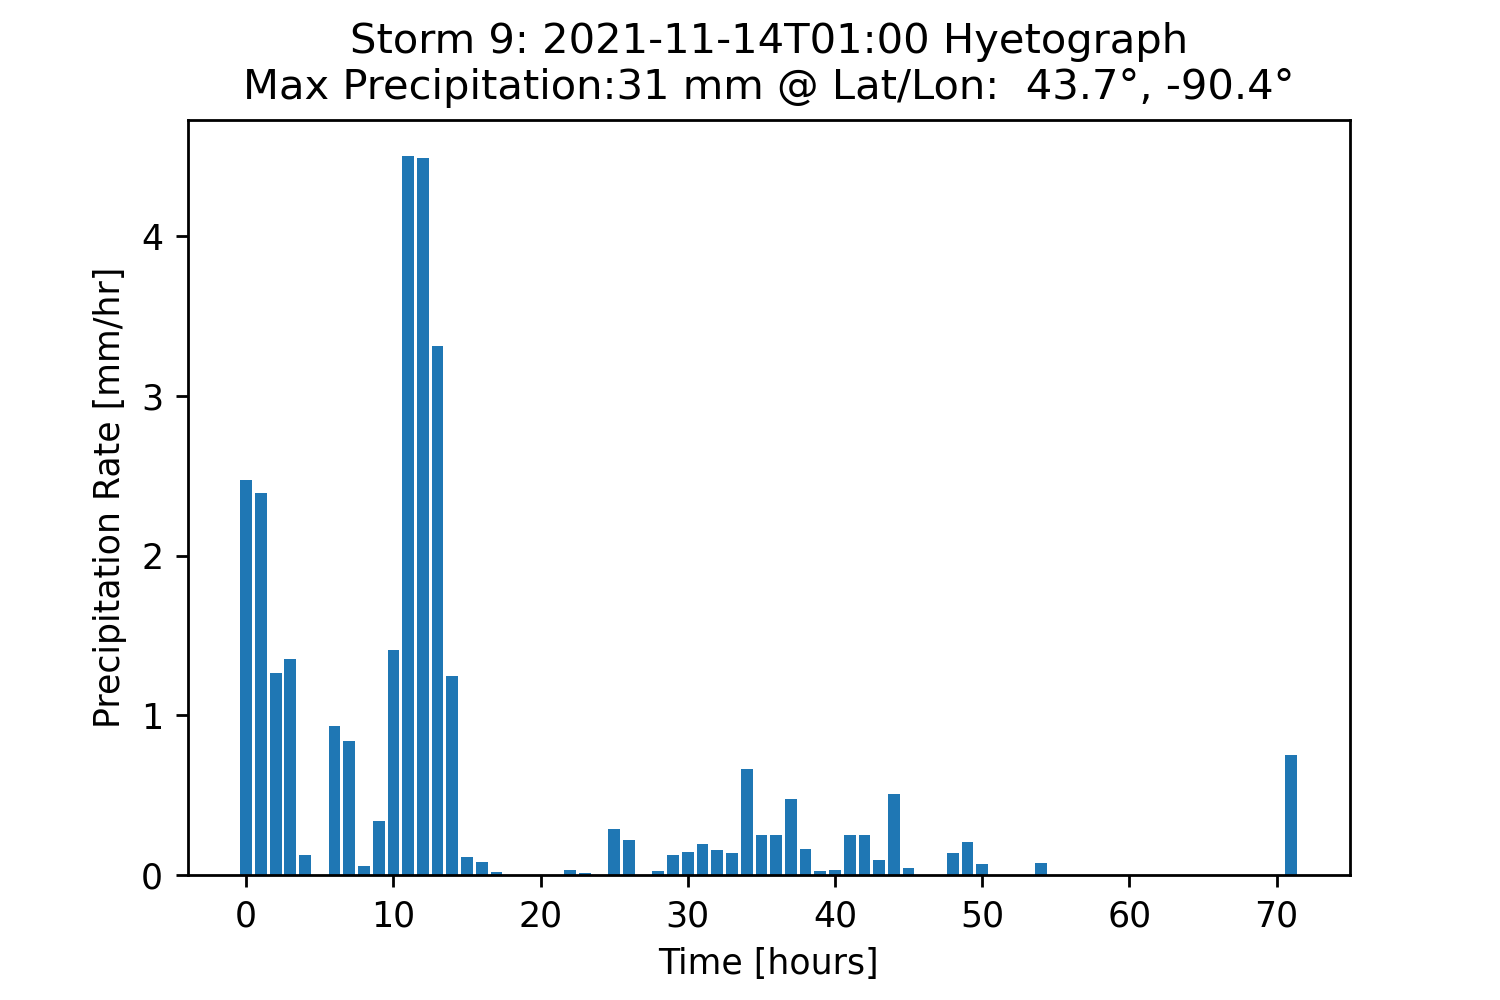 Storm 9: 2021-11-14T01:00 Hyetograph
Max Precipitation:31 mm @ Lat/Lon:  43.7°, -90.4°
Precipitation Rate [mm/hr]
4
3
2
1
0
0 10 20 30 40 50 60 70
Time [hours]